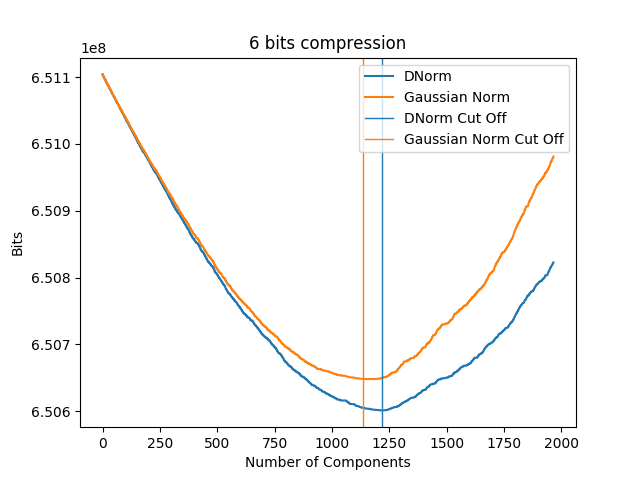 6 bits compression
1e8
6.511
6.510
6.509
6.508
6.507
6.506
Bits
DNorm
Gaussian Norm
DNorm Cut Off
Gaussian Norm Cut Off
0 250 500 750 1000 1250 1500 1750 2000
Number of Components